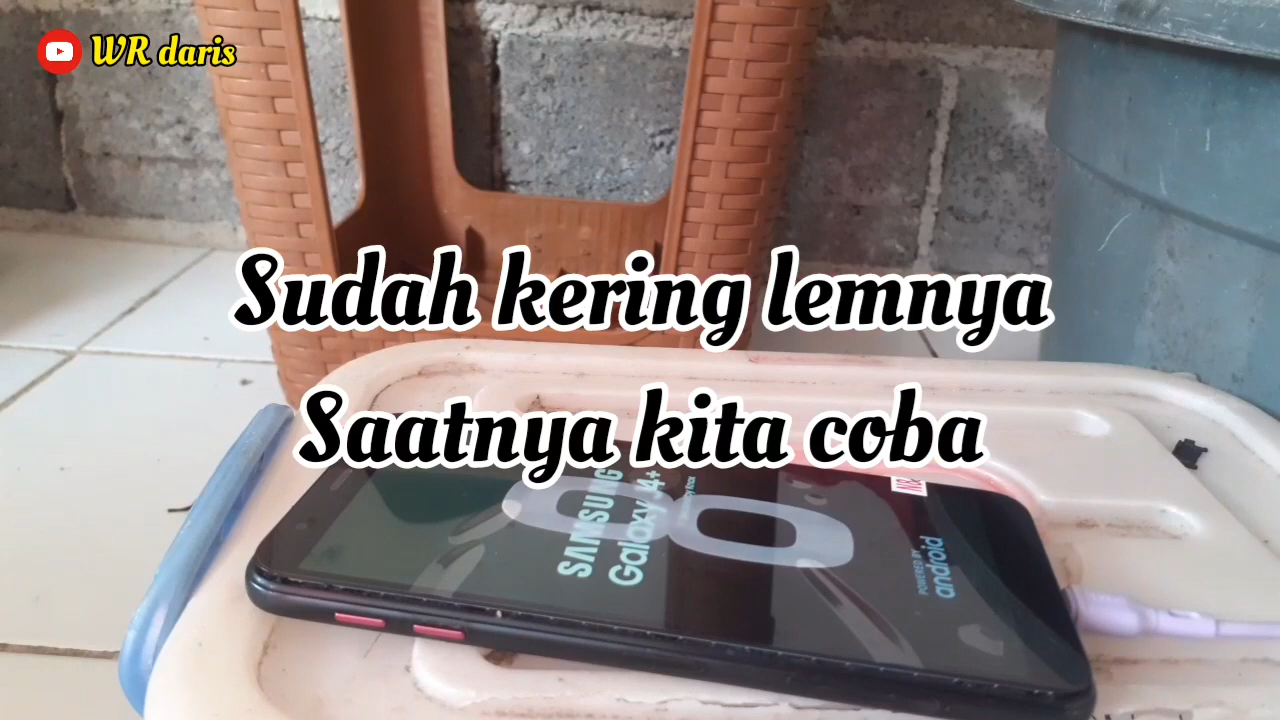 WR daris
Sudah kering lemnya
Saatnya kita coba
SAMSUNG
Galaxy J4+
POWERED BY
android